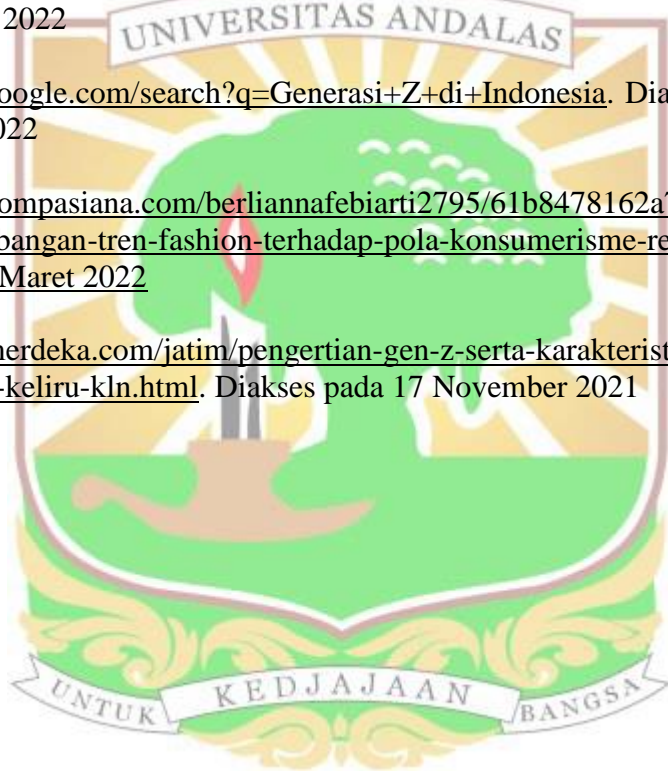 2022
UNIVERSITAS ANDALAS
oogle.com/search?q=Generasi+Z+di+Indonesia. Dia
022
ompasiana.com/berliannafebiarti2795/61b8478162a
bangan-tren-fashion-terhadap-pola-konsumerisme-re
Maret 2022
nerdeka.com/jatim/pengertian-gen-z-serta-karakterist
-keliru-kln.html. Diakses pada 17 November 2021
UNTUK KEDJAJAAN BANGSA